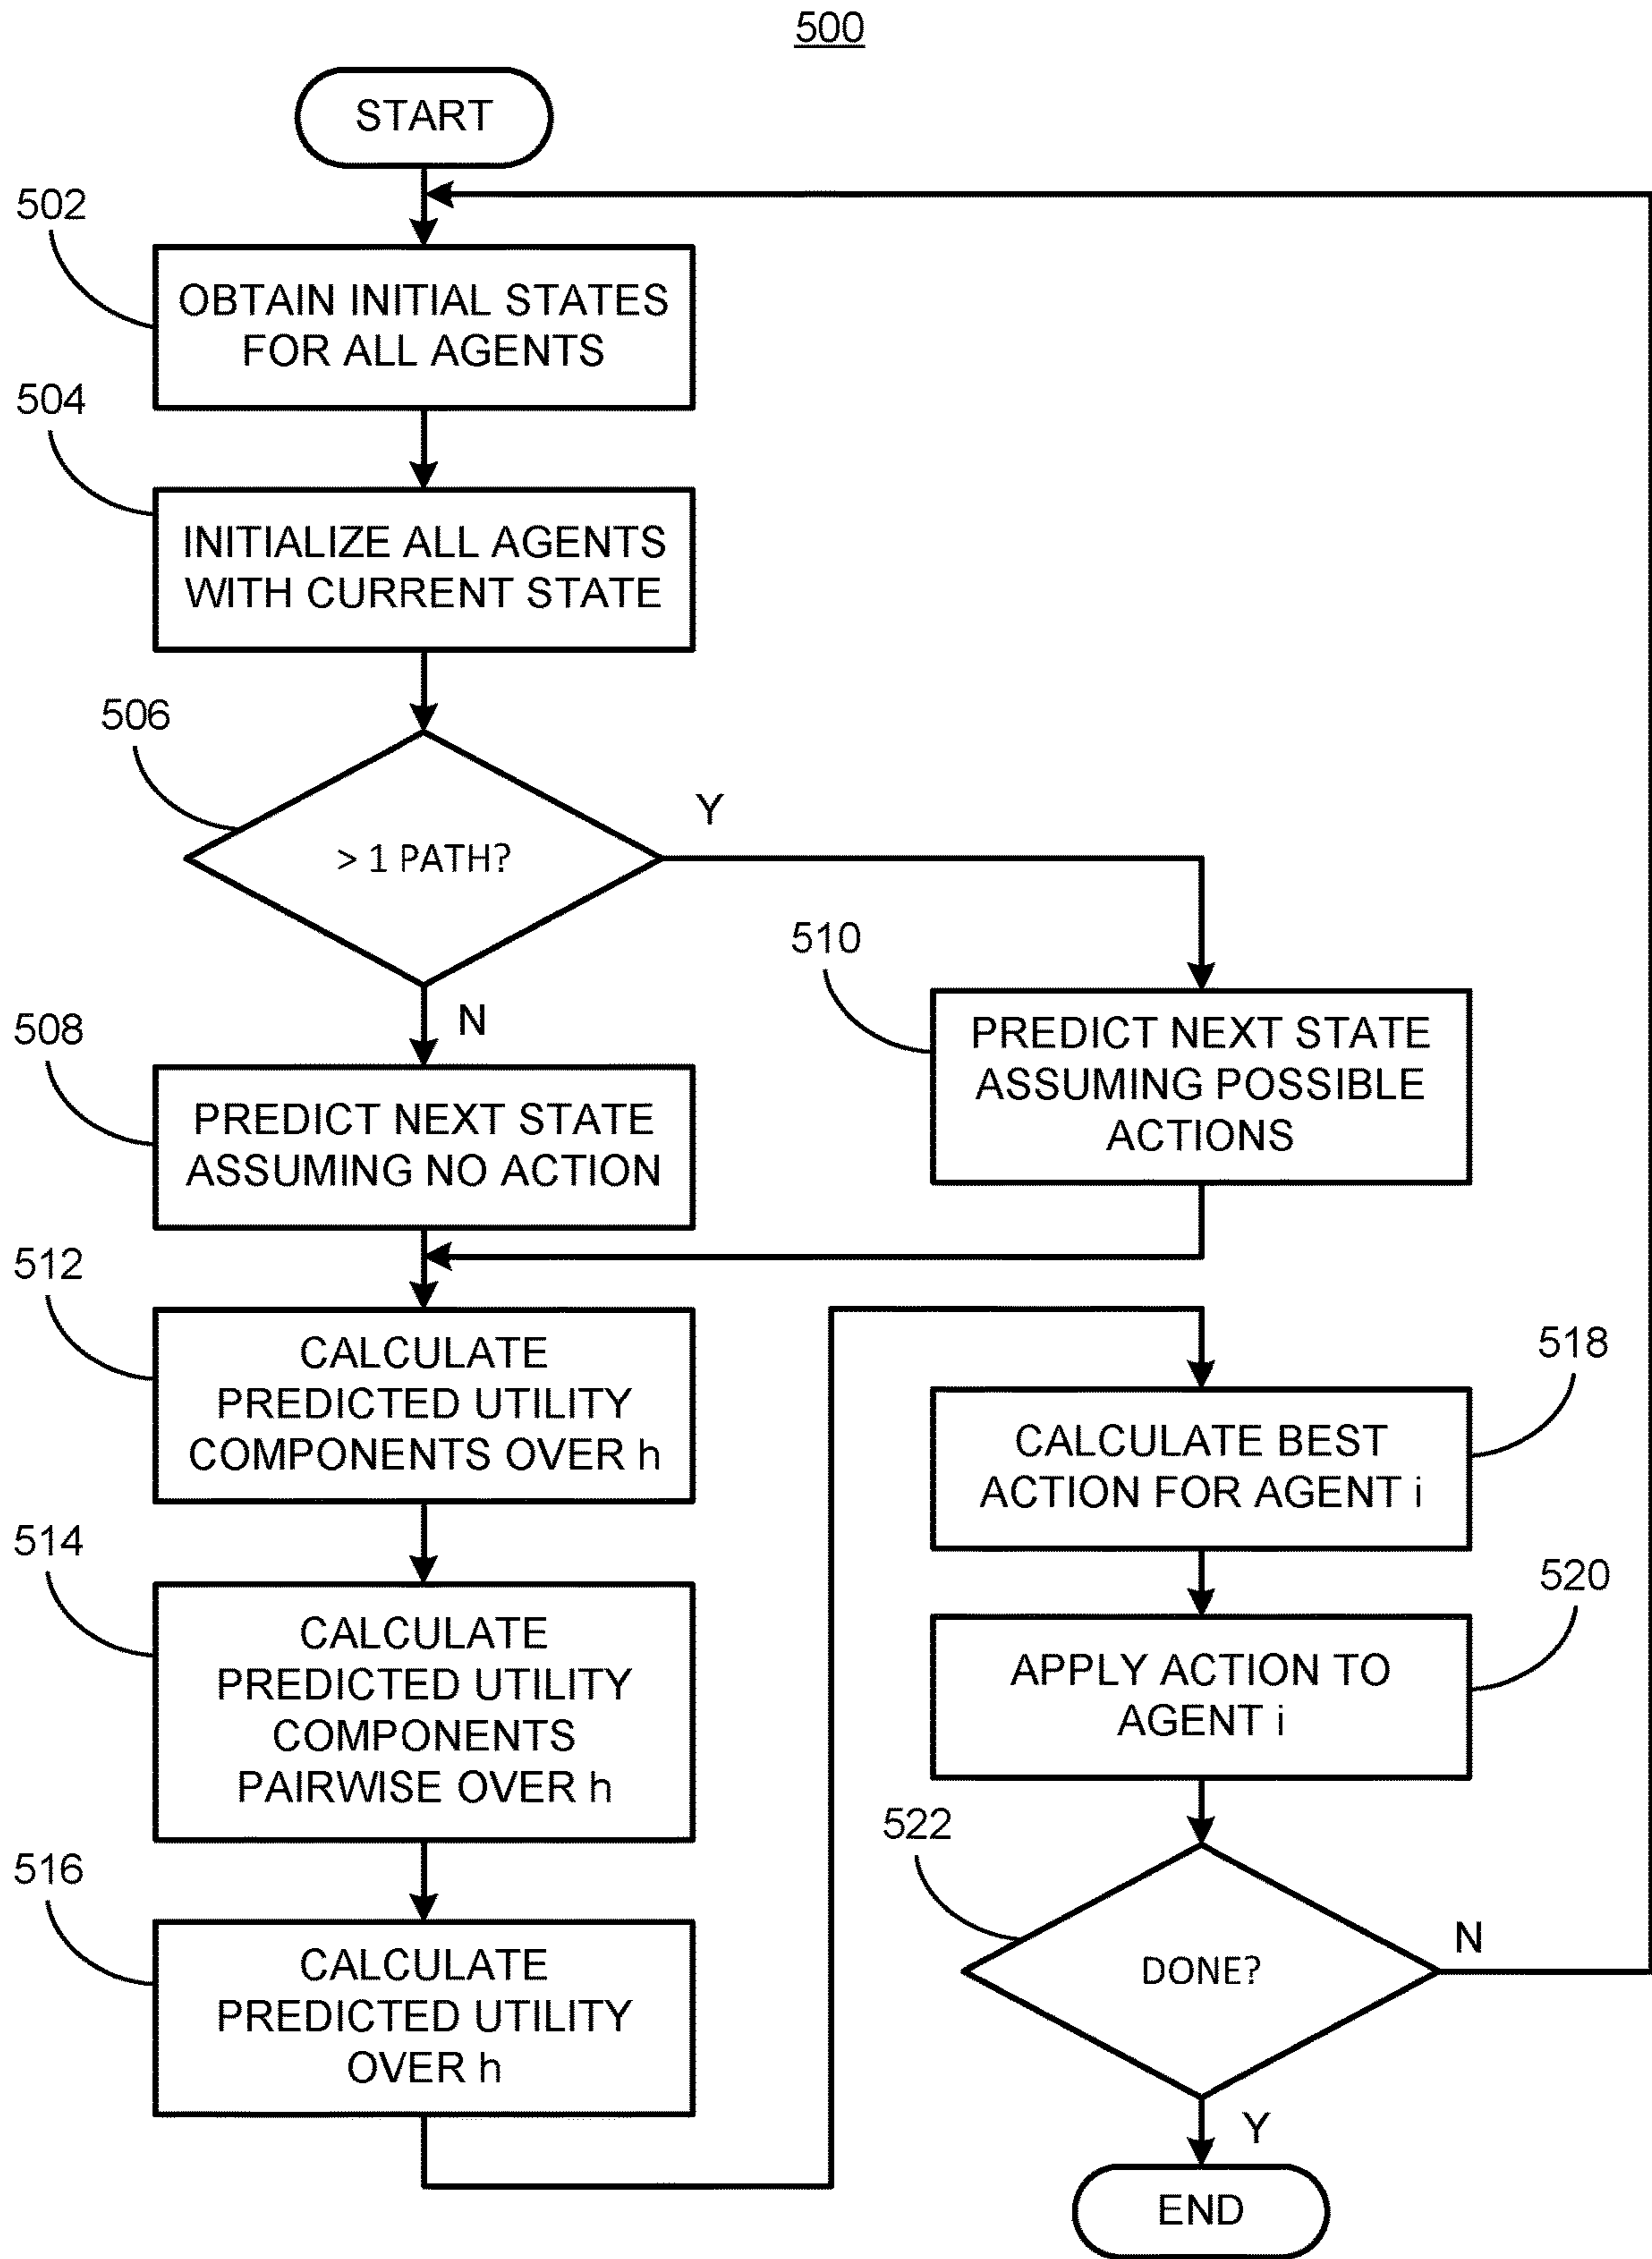 500
START
502
OBTAIN INITIAL STATES
FOR ALL AGENTS
504
INITIALIZE ALL AGENTS
WITH CURRENT STATE
506
> 1 PATH?
Y
N
510
PREDICT NEXT STATE
ASSUMING POSSIBLE
ACTIONS
508
PREDICT NEXT STATE
ASSUMING NO ACTION
512
CALCULATE
PREDICTED UTILITY
COMPONENTS OVER h
514
CALCULATE
PREDICTED UTILITY
COMPONENTS
PAIRWISE OVER h
516
CALCULATE
PREDICTED UTILITY
OVER h
518
CALCULATE BEST
ACTION FOR AGENT i
520
APPLY ACTION TO
AGENT i
522
DONE?
N
Y
END